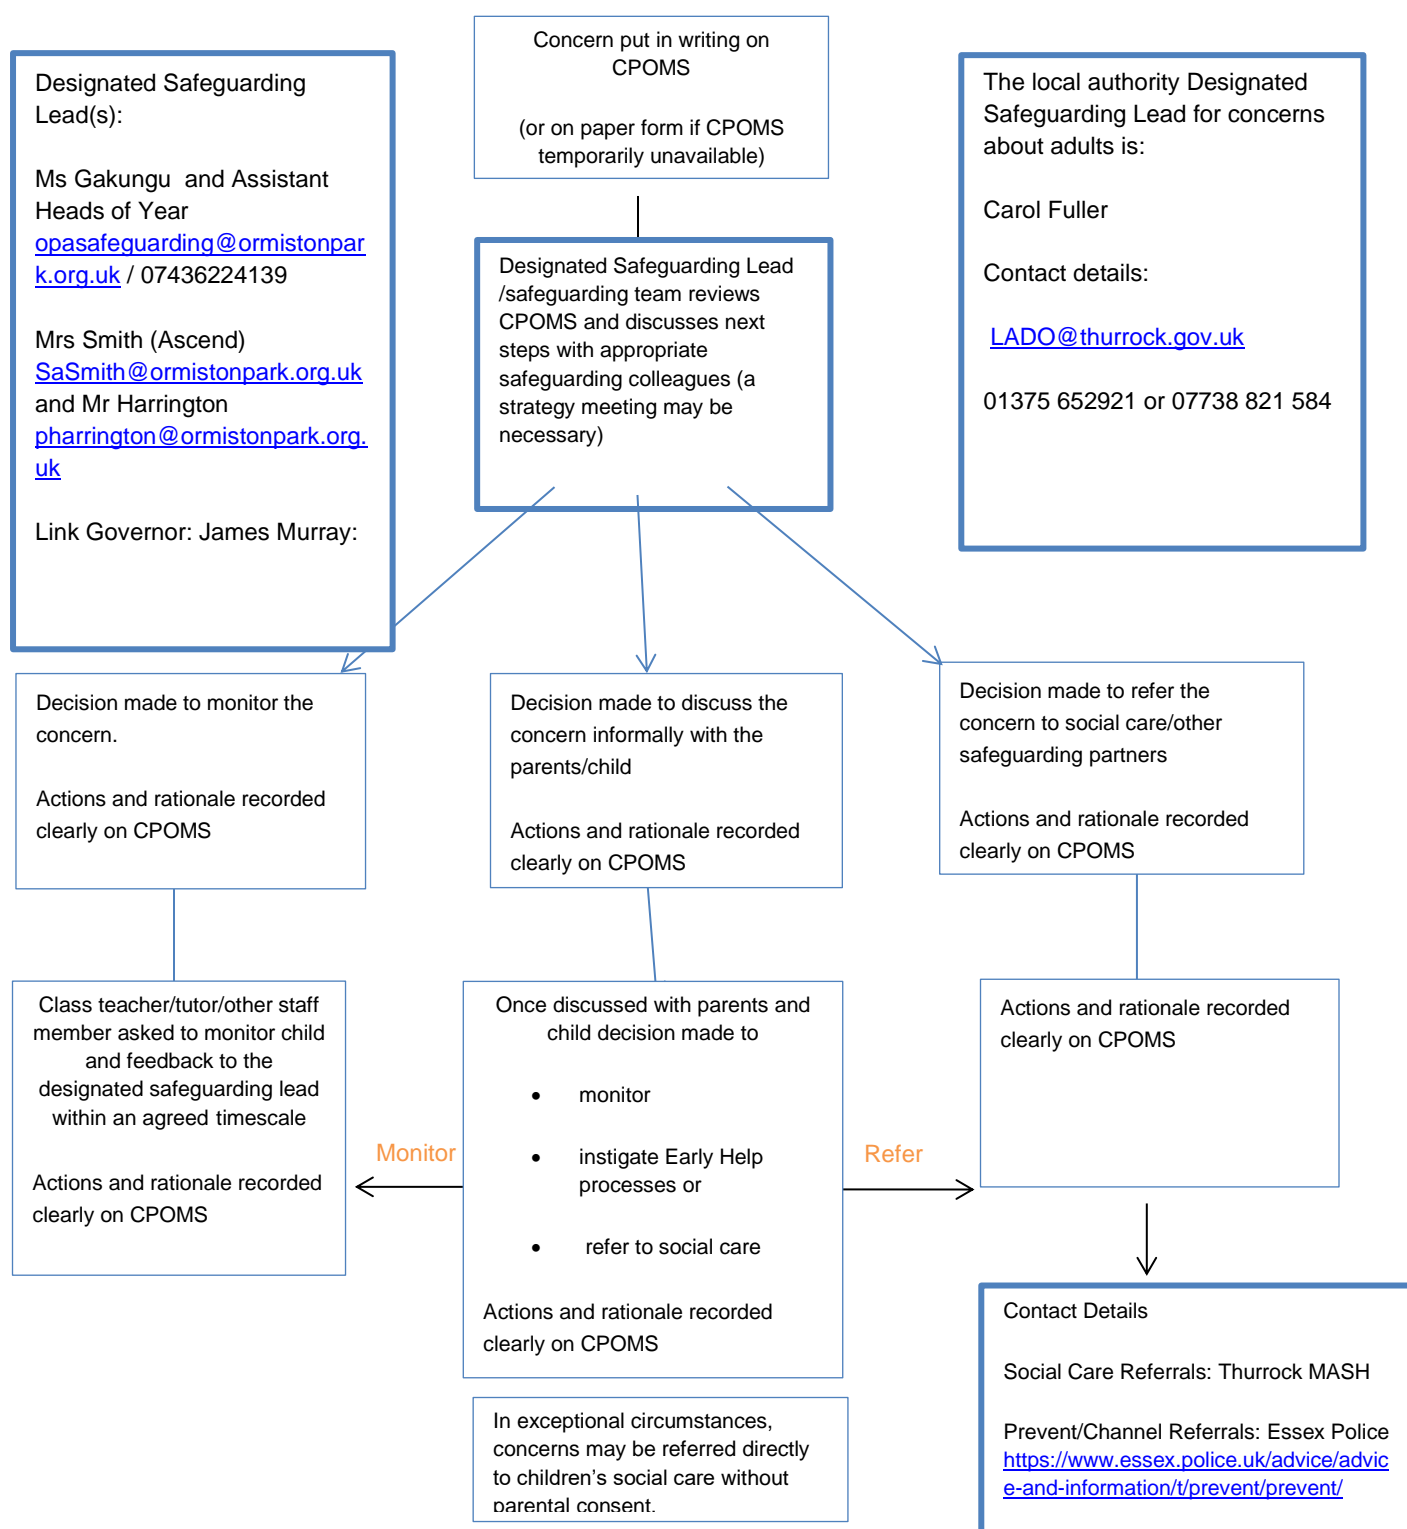 Concern put in writing on
CPOMS
(or on paper form if CPOMS
temporarily unavailable)
Designated Safeguarding
Lead(s):
Ms Gakungu  and Assistant
Heads of Year
opasafeguarding@ormistonpar
k.org.uk / 07436224139
Mrs Smith (Ascend)
SaSmith@ormistonpark.org.uk
and Mr Harrington
pharrington@ormistonpark.org.
uk
Link Governor: James Murray:
The local authority Designated
Safeguarding Lead for concerns
about adults is:
Carol Fuller
Contact details:
LADO@thurrock.gov.uk
01375 652921 or 07738 821 584
Designated Safeguarding Lead
/safeguarding team reviews
CPOMS and discusses next
steps with appropriate
safeguarding colleagues (a
strategy meeting may be
necessary)
Decision made to monitor the
concern.
Actions and rationale recorded
clearly on CPOMS
Decision made to discuss the
concern informally with the
parents/child
Actions and rationale recorded
clearly on CPOMS
Decision made to refer the
concern to social care/other
safeguarding partners
Actions and rationale recorded
clearly on CPOMS
Class teacher/tutor/other staff
member asked to monitor child
and feedback to the
designated safeguarding lead
within an agreed timescale
Actions and rationale recorded
clearly on CPOMS
Monitor
Once discussed with parents and
child decision made to
• monitor
• instigate Early Help
processes or
• refer to social care
Actions and rationale recorded
clearly on CPOMS
Refer
Actions and rationale recorded
clearly on CPOMS
In exceptional circumstances,
concerns may be referred directly
to children’s social care without
parental consent.
Contact Details
Social Care Referrals: Thurrock MASH
Prevent/Channel Referrals: Essex Police
https://www.essex.police.uk/advice/advic
e-and-information/t/prevent/prevent/